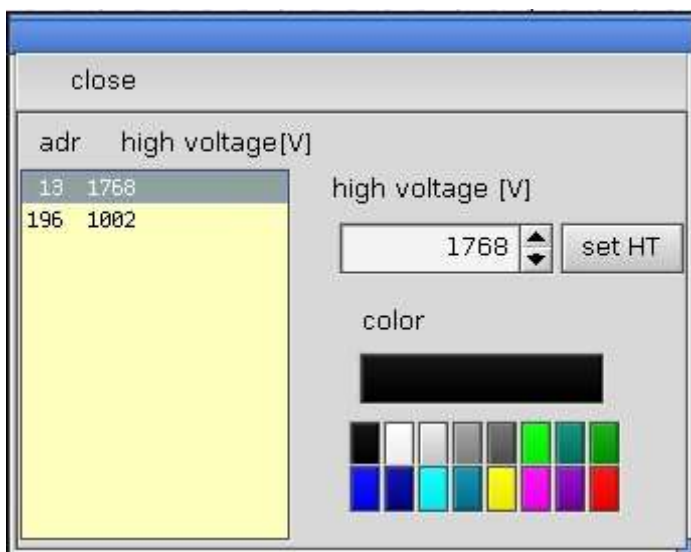 close
adr high voltage[V]
13 1768
196 1002
high voltage [V]
1768 set HT
color